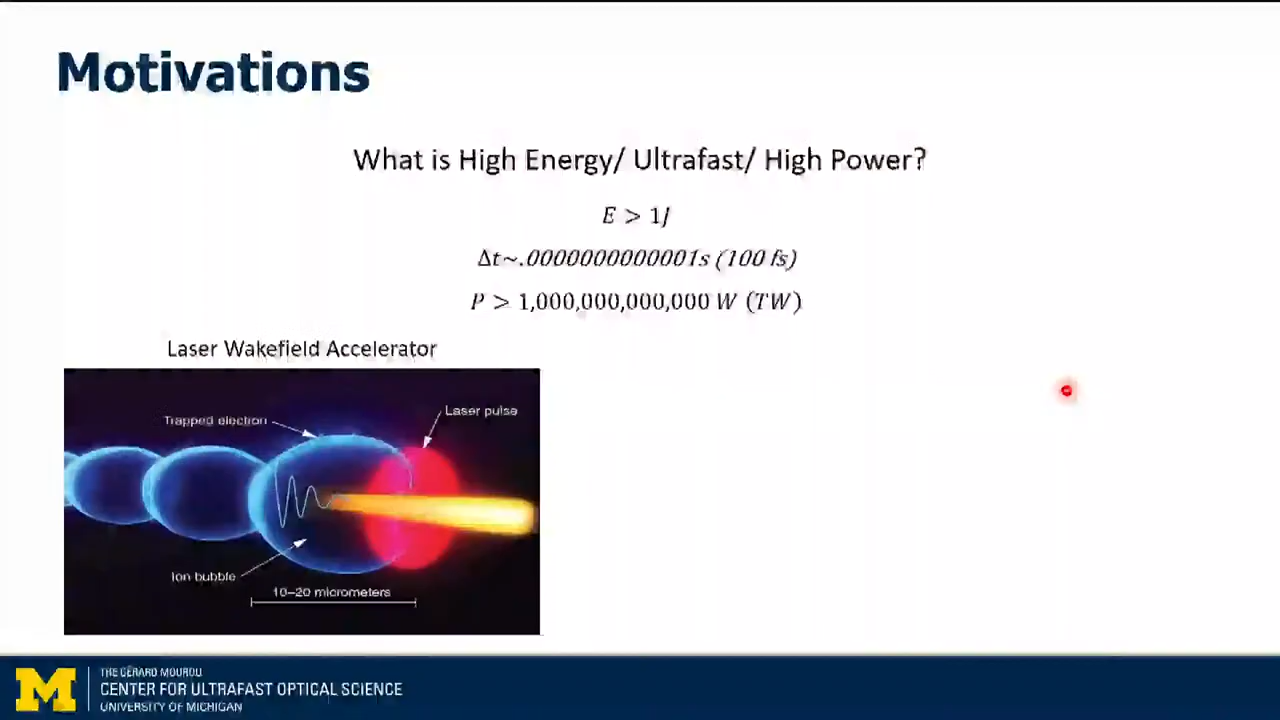 Motivations
What is High Energy/ Ultrafast/ High Power?
E > 1J
Δt~.0000000000001s (100 fs)
P > 1,000,000,000,000 W (TW)
Laser Wakefield Accelerator
Laser pulse
Trapped electron
Ion bubble
10–20 micrometers
M
THE GÉRARD MOUROU
CENTER FOR ULTRAFAST OPTICAL SCIENCE
UNIVERSITY OF MICHIGAN